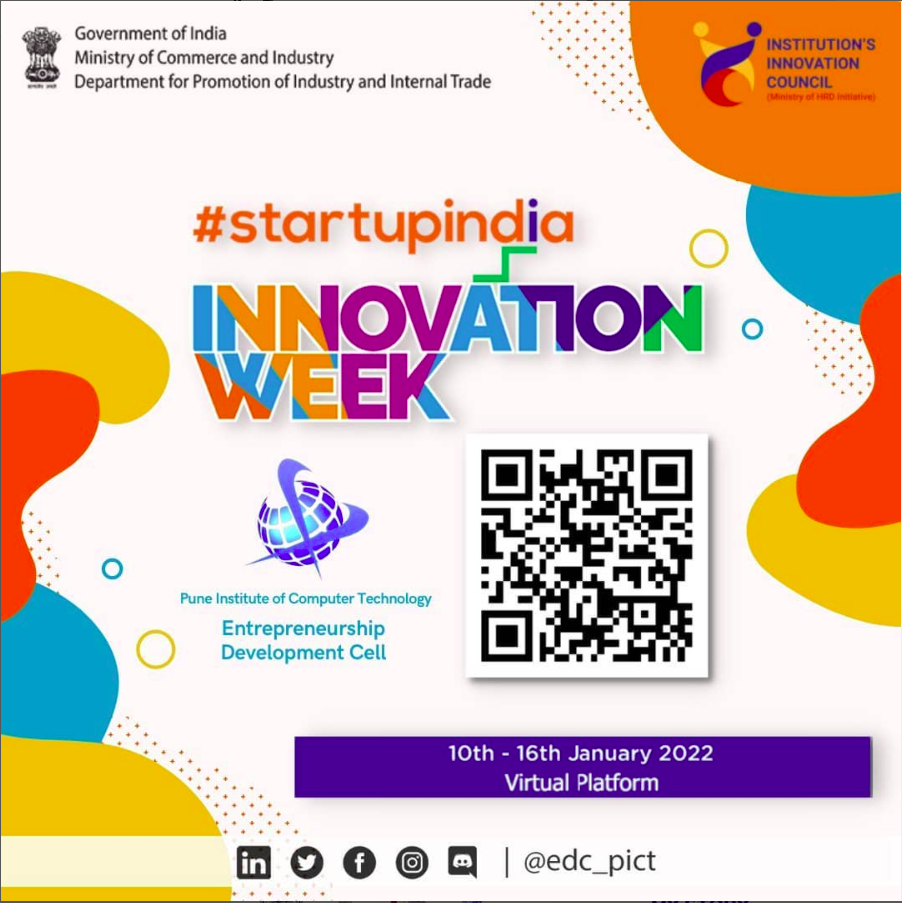 Government of India
Ministry of Commerce and Industry
Department for Promotion of Industry and Internal Trade
INSTITUTION'S
INNOVATION
COUNCIL
(Ministry of HRD Initiative)
#startupindia
INNOVATION
WEEK
Pune Institute of Computer Technology
Entrepreneurship
Development Cell
10th - 16th January 2022
Virtual Platform
in | @edc_pict